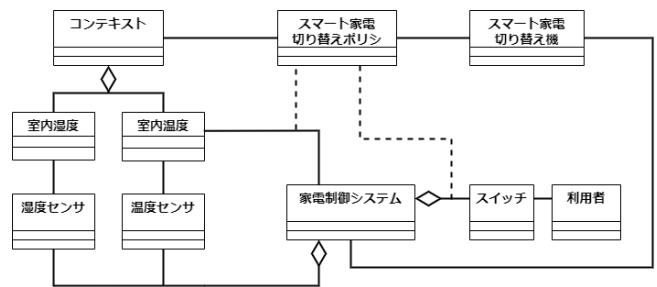 コンテキスト
スマート家電
切り替えポリシ
スマート家電
切り替え機
室内湿度
室内温度
湿度センサ
温度センサ
家電制御システム
スイッチ
利用者